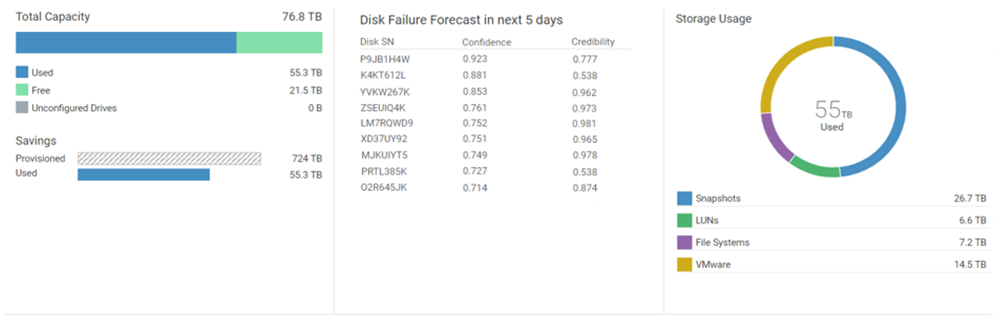 Total Capacity 76.8 TB
Used 55.3 TB
Free 21.5 TB
Unconfigured Drives 0 B
Savings
Provisioned 724 TB
Used 55.3 TB
Disk Failure Forecast in next 5 days
Disk SN Confidence Credibility
P9JB1H4W 0.923 0.777
K4KT612L 0.881 0.538
YVKW267K 0.853 0.962
ZSEUIQ4K 0.761 0.973
LM7RQWD9 0.752 0.981
XD37UY92 0.751 0.965
MJKUIYT5 0.749 0.978
PRTL385K 0.727 0.538
O2R645JK 0.714 0.874
Storage Usage
55TB
Used
Snapshots 26.7 TB
LUNs 6.6 TB
File Systems 7.2 TB
VMware 14.5 TB